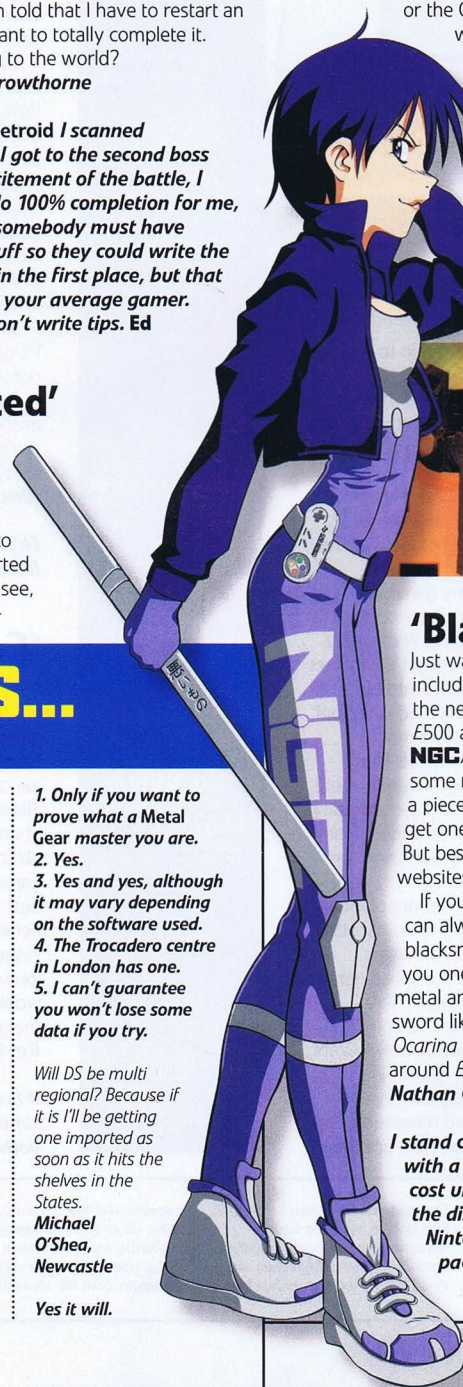 n told that I have to restart an
ant to totally complete it.
g to the world?
rowthorne
etroid I scanned
I got to the second boss
citement of the battle, I
lo 100% completion for me,
somebody must have
uff so they could write the
in the first place, but that
your average gamer.
on't write tips. Ed
ted'
to
rted
see,
S...
1. Only if you want to
prove what a Metal
Gear master you are.
2. Yes.
3. Yes and yes, although
it may vary depending
on the software used.
4. The Trocadero centre
in London has one.
5. I can't guarantee
you won't lose some
data if you try.
Will DS be multi
regional? Because if
it is I'll be getting
one imported as
soon as it hits the
shelves in the
States.
Michael
O'Shea,
Newcastle
Yes it will.
NGC
or the G
w
'Bla
Just wa
includ
the ne
£500 a
NGC
some
a piece
get one
But bes
website
If you
can alw
blacksm
you one
metal an
sword lik
Ocarina
around £
Nathan
I stand c
with a
cost u
the di
Ninte
pac